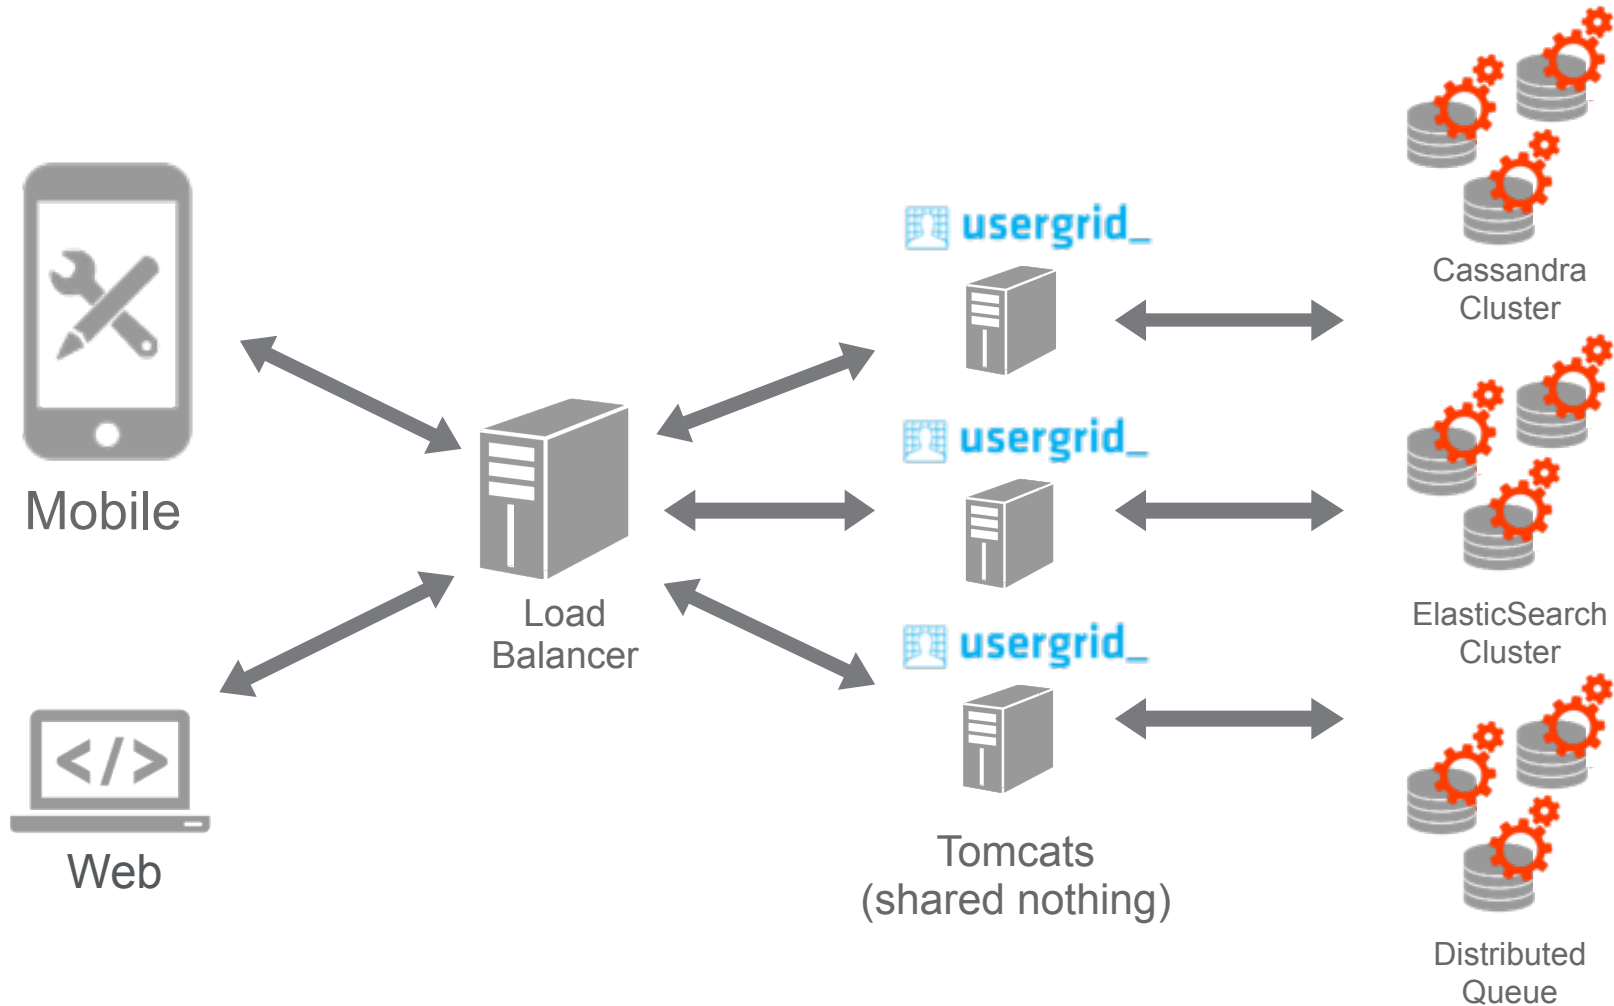 Mobile
Web
</>
Load
Balancer
usergrid_
usergrid_
usergrid_
Tomcats
(shared nothing)
Cassandra
Cluster
ElasticSearch
Cluster
Distributed
Queue